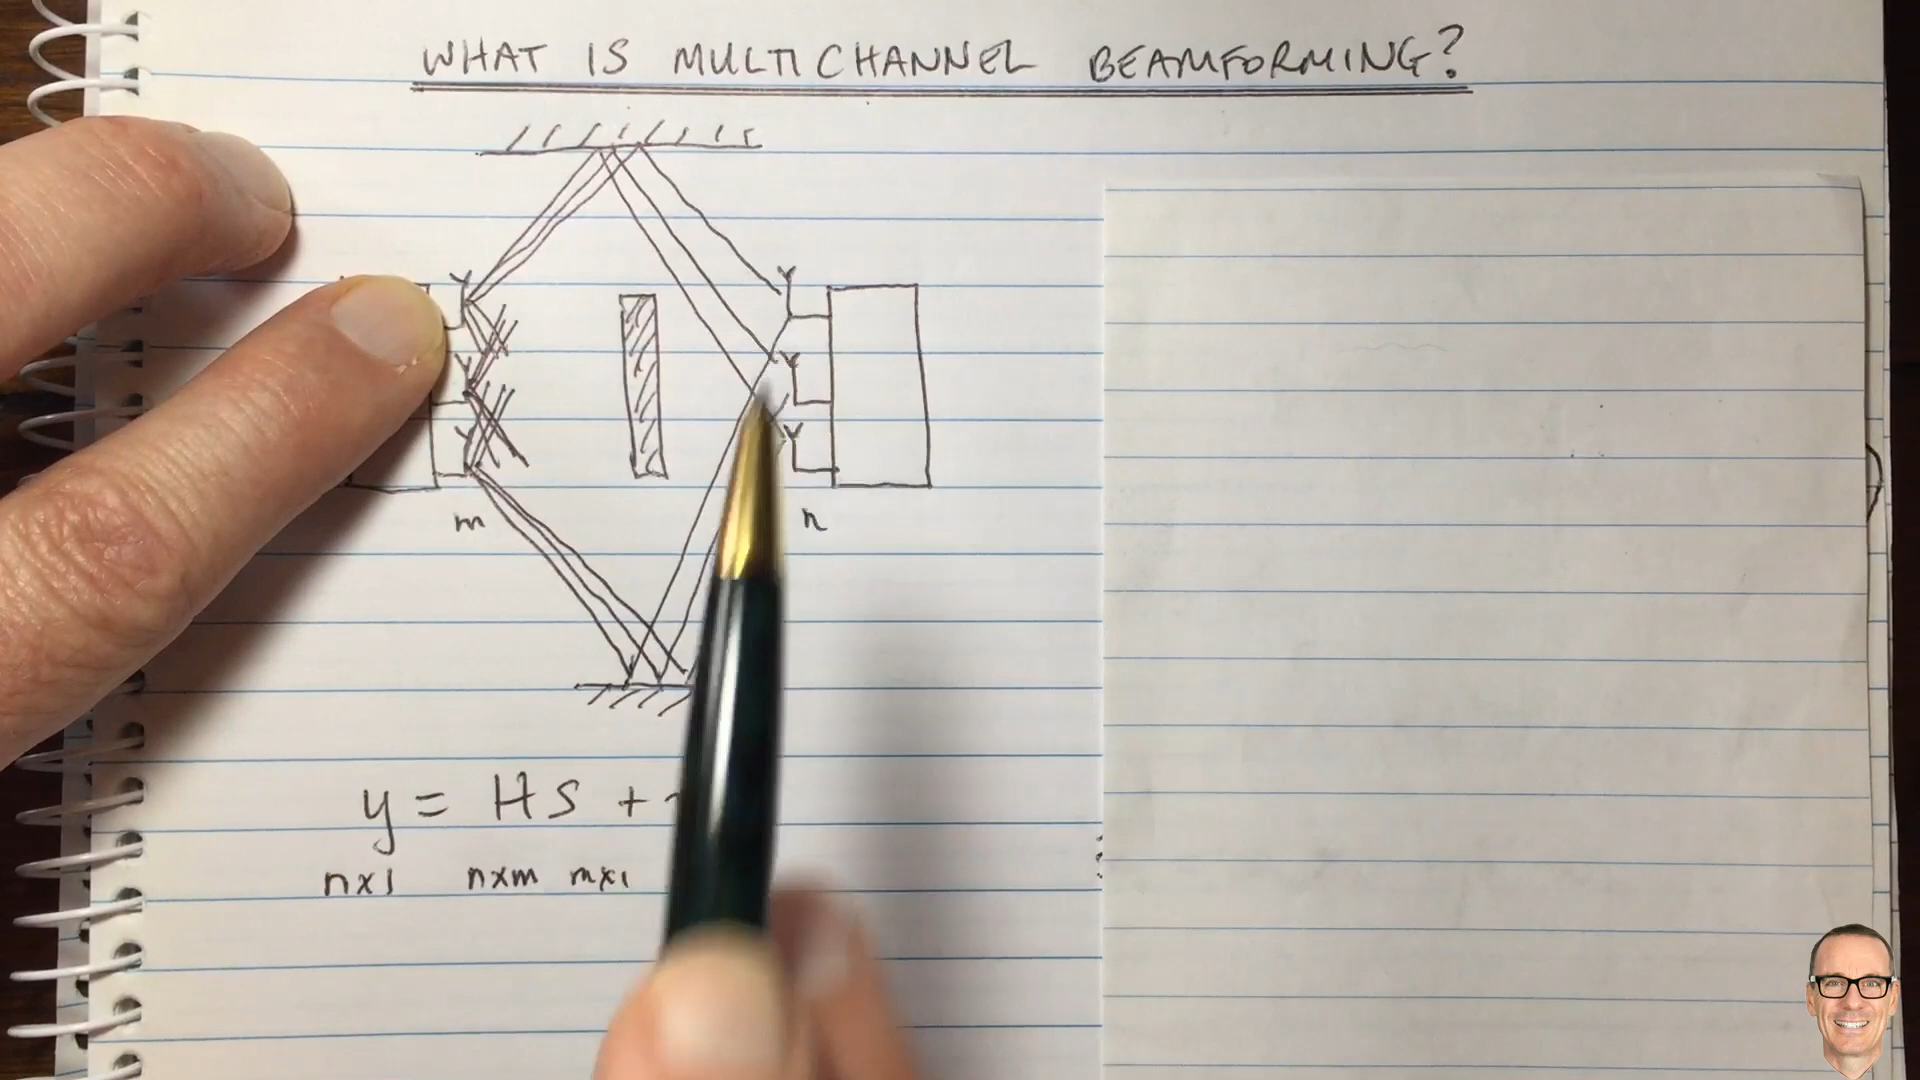 WHAT IS MULTICHANNEL BEAMFORMING?
m n
y = HS +
nx1 nxm mx1